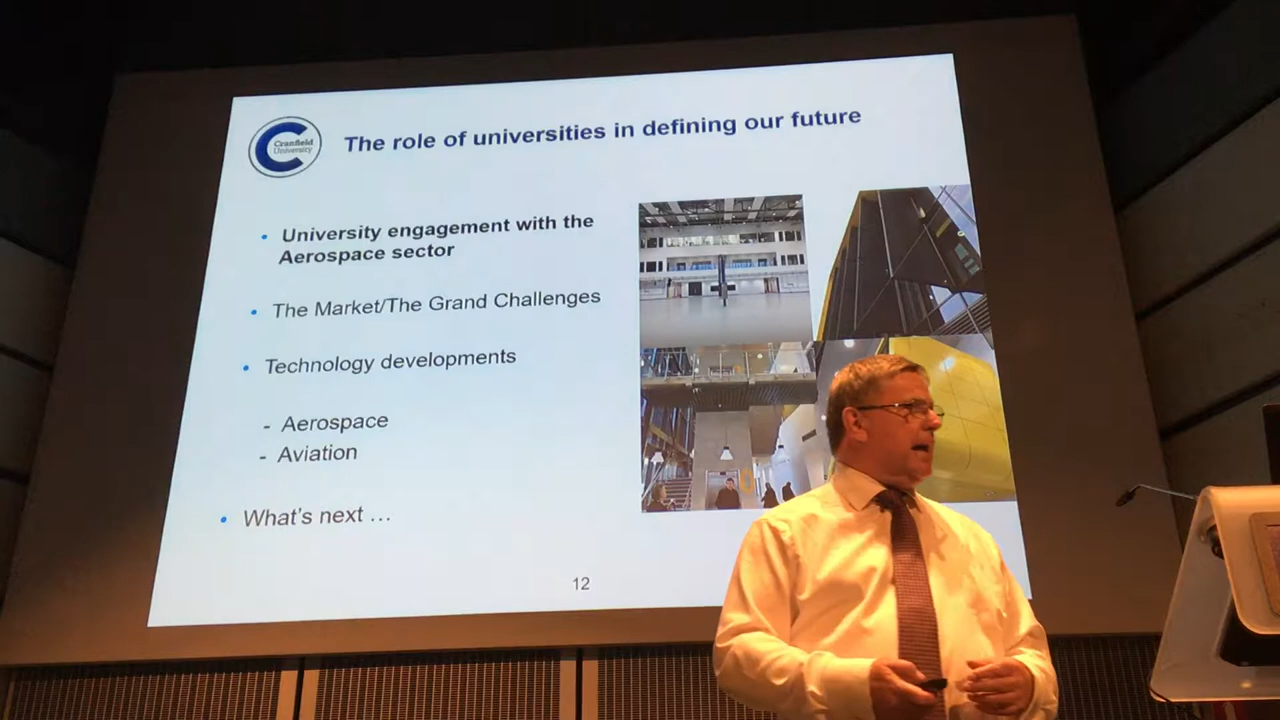 Cranfield
University
The role of universities in defining our future
• University engagement with the
Aerospace sector
• The Market/The Grand Challenges
• Technology developments
- Aerospace
- Aviation
• What's next …
12